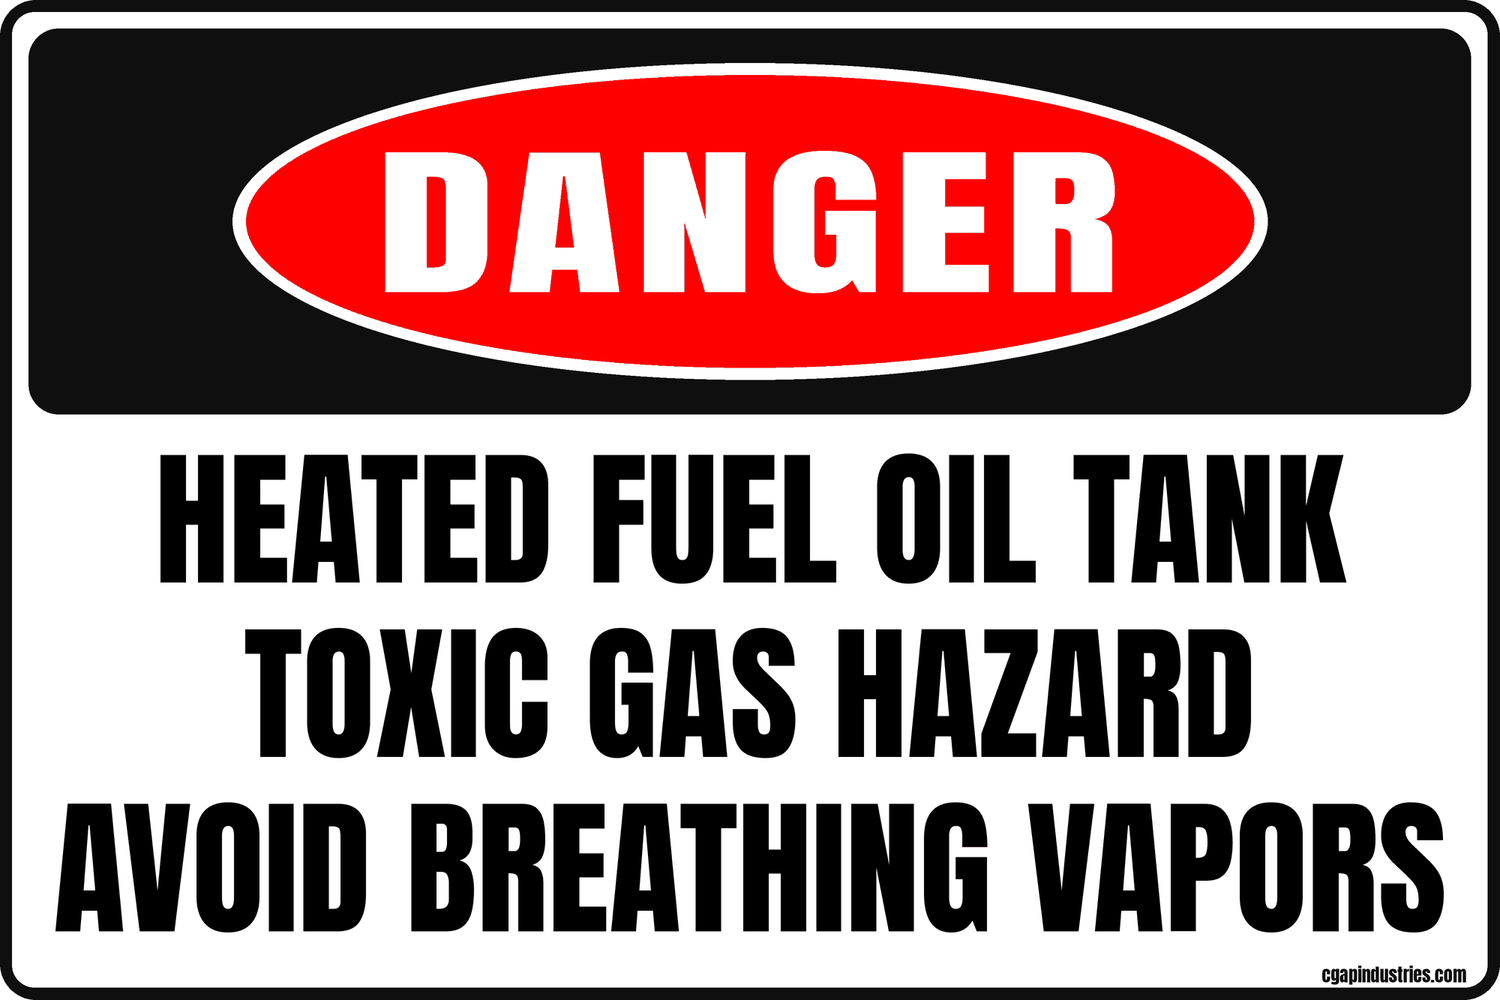 DANGER
HEATED FUEL OIL TANK
TOXIC GAS HAZARD
AVOID BREATHING VAPORS
cgapindustries.com